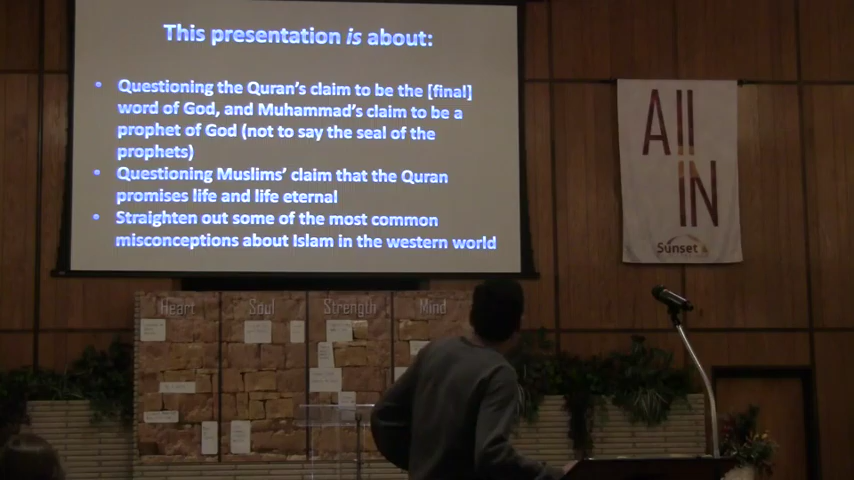 This presentation is about:
• Questioning the Quran's claim to be the [final]
word of God, and Muhammad's claim to be a
prophet of God (not to say the seal of the
prophets)
• Questioning Muslims' claim that the Quran
promises life and life eternal
• Straighten out some of the most common
misconceptions about Islam in the western world
All
IN
Sunset
Heart Soul Strength Mind